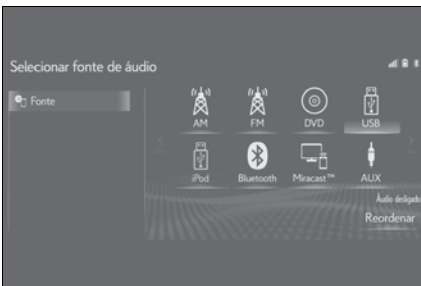 Selecionar fonte de áudio
Fonte
AM
FM
DVD
USB
iPod
Bluetooth
Miracast™
AUX
Áudio desligado
Reordenar